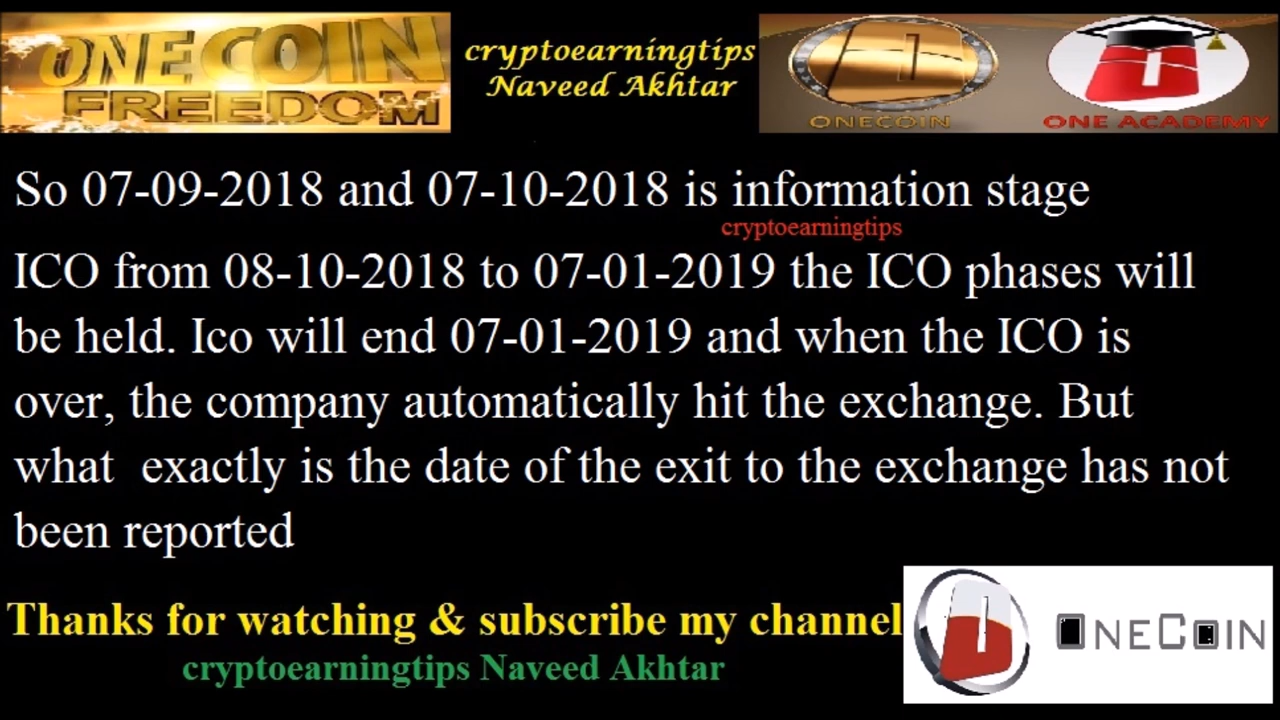 ONE COIN
FREEDOM
cryptoearningtips
Naveed Akhtar
ONECOIN
ONE ACADEMY
So 07-09-2018 and 07-10-2018 is information stage
cryptoearningtips
ICO from 08-10-2018 to 07-01-2019 the ICO phases will
be held. Ico will end 07-01-2019 and when the ICO is
over, the company automatically hit the exchange. But
what  exactly is the date of the exit to the exchange has not
been reported
Thanks for watching & subscribe my channel
cryptoearningtips Naveed Akhtar
ONECOIN